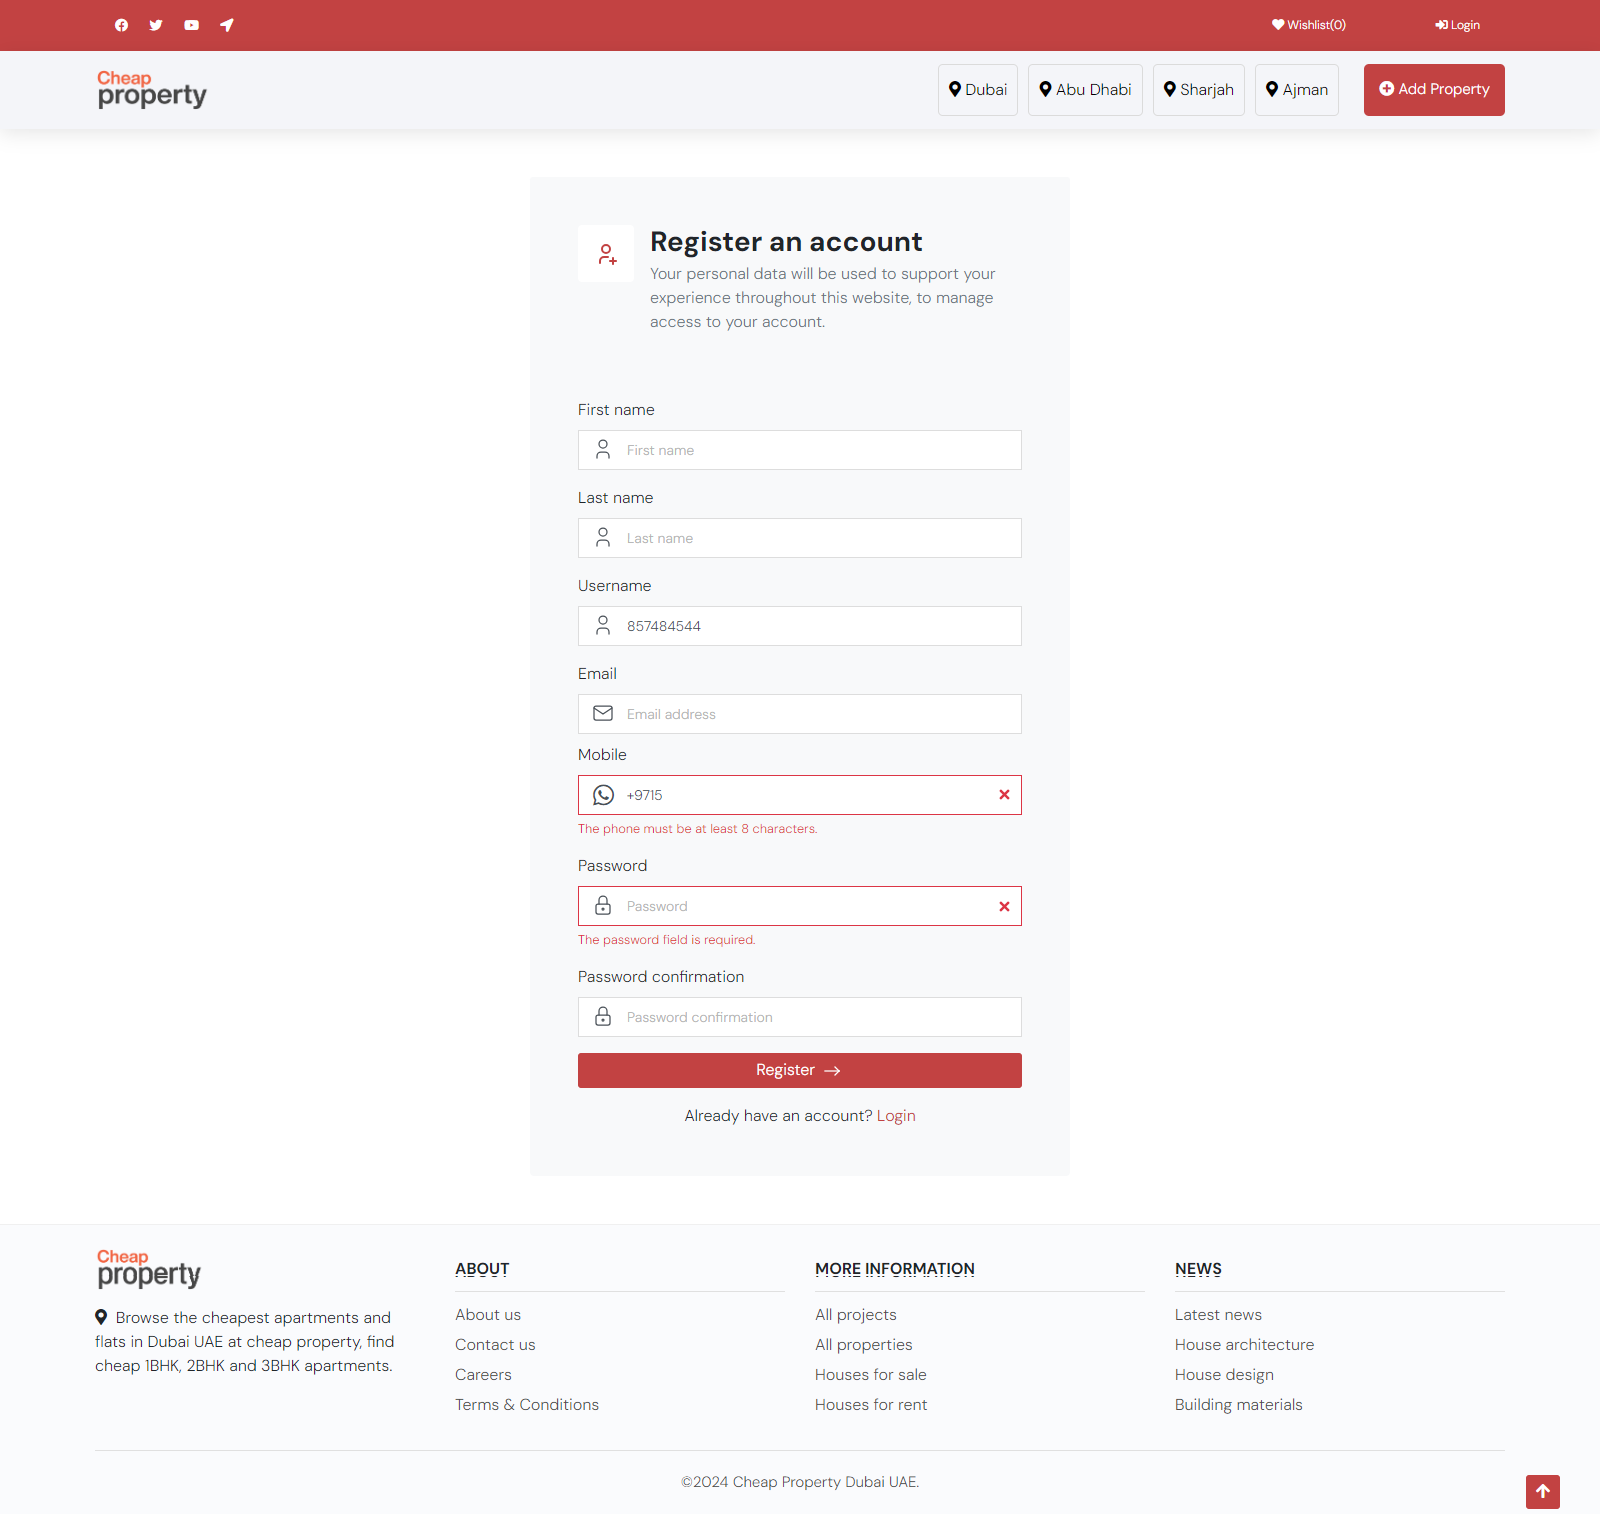 Wishlist(0)
Login
Cheap
property
Dubai
Abu Dhabi
Sharjah
Ajman
Add Property
Register an account
Your personal data will be used to support your
experience throughout this website, to manage
access to your account.
First name
First name
Last name
Last name
Username
857484544
Email
Email address
Mobile
+9715
The phone must be at least 8 characters.
Password
Password
The password field is required.
Password confirmation
Password confirmation
Register
Already have an account? Login
Cheap
property
Browse the cheapest apartments and
flats in Dubai UAE at cheap property, find
cheap 1BHK, 2BHK and 3BHK apartments.
ABOUT
About us
Contact us
Careers
Terms & Conditions
MORE INFORMATION
All projects
All properties
Houses for sale
Houses for rent
NEWS
Latest news
House architecture
House design
Building materials
©2024 Cheap Property Dubai UAE.